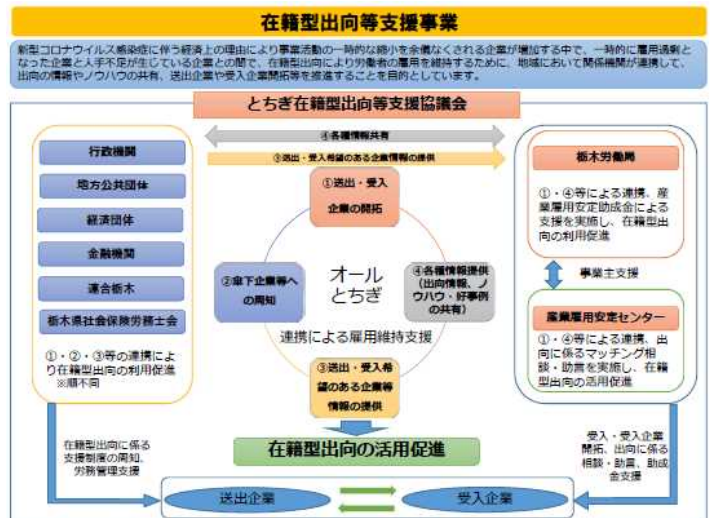 在籍型出向等支援事業
新型コロナウイルス感染症に伴う経済上の理由により事業活動の一時的な縮小を余儀なくされる企業が増加する中で、一時的に雇用過剰と
なった企業と人手不足が生じている企業との間で、在籍型出向により労働者の雇用を維持するために、地域において関係機関が連携して、
出向の情報やノウハウの共有、送出企業や受入企業開拓等を推進することを目的としています。
とちぎ在籍型出向等支援協議会
④各種情報共有
③送出・受入希望のある企業情報の提供
行政機関
地方公共団体
経済団体
金融機関
連合栃木
栃木県社会保険労務士会
①・②・③等の連携によ
り在籍型出向の利用促進
※順不同
①送出・受入
企業の開拓
②傘下企業等へ
の周知
オール
とちぎ
連携による雇用維持支援
④各種情報提供
(出向情報、ノ
ウハウ・好事例
の共有)
③送出・受入希
望のある企業等
情報の提供
栃木労働局
①・④等による連携、産
業雇用安定助成金による
支援を実施し、在籍型出
向の利用促進
事業主支援
産業雇用安定センター
①・④等による連携、出
向に係るマッチング相
談・助言を実施し、在籍
型出向の活用促進
在籍型出向の活用促進
在籍型出向に係る
支援制度の周知、
労務管理支援
受入・受入企業
開拓、出向に係る
相談・助言、助成
金支援
送出企業
受入企業